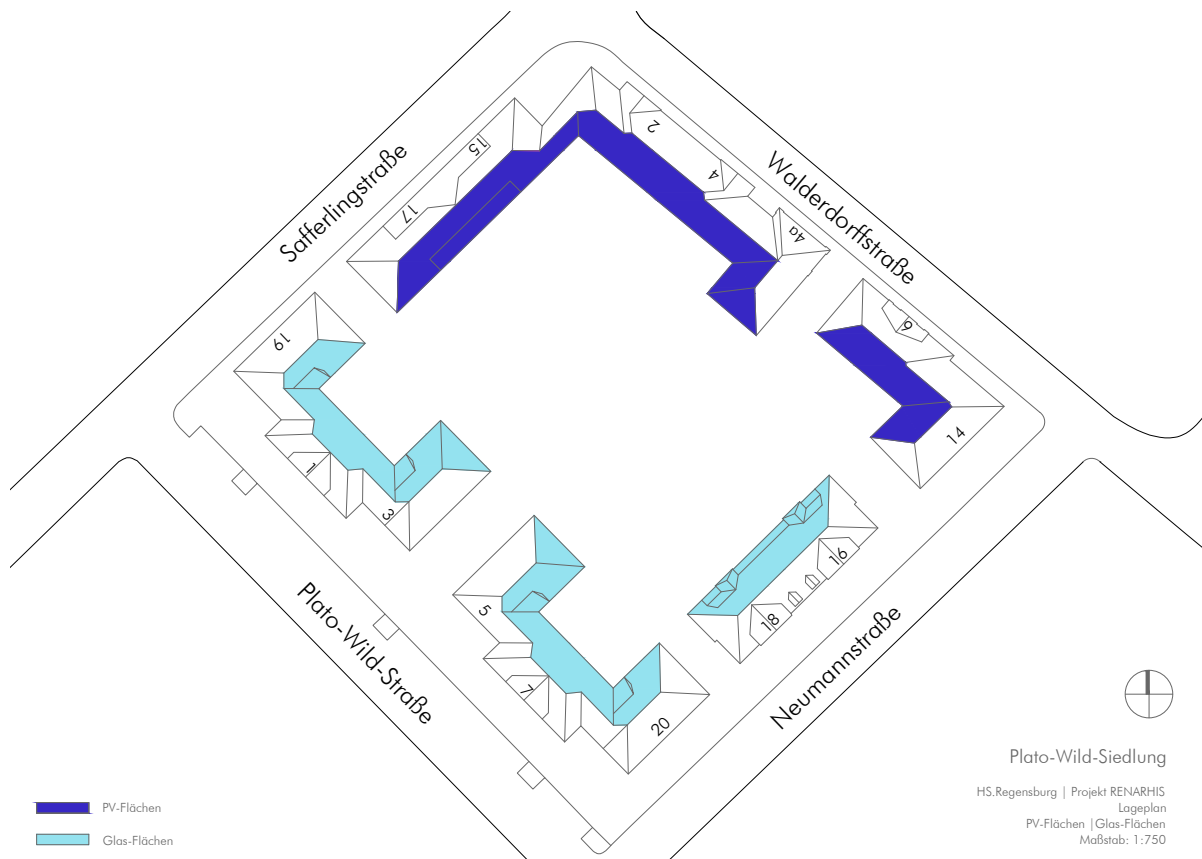 Safferlingstraße
Walderdorffstraße
15
2
17
4
4a
6
19
14
1
3
5
16
18
7
20
Plato-Wild-Straße
Neumannstraße
Plato-Wild-Siedlung
HS.Regensburg | Projekt RENARHIS
Lageplan
PV-Flächen |Glas-Flächen
Maßstab: 1:750
PV-Flächen
Glas-Flächen